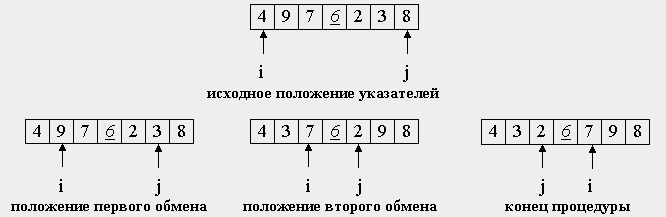 4 9 7 6 2 3 8
i j
исходное положение указателей
4 9 7 6 2 3 8
i j
положение первого обмена
4 3 7 6 2 9 8
i j
положение второго обмена
4 3 2 6 7 9 8
j i
конец процедуры